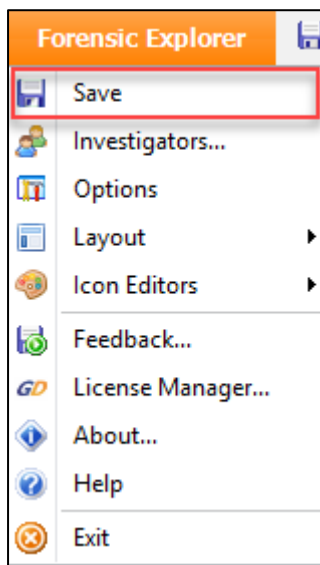 Forensic Explorer
Save
Investigators...
Options
Layout
Icon Editors
Feedback...
GD License Manager...
About...
Help
Exit